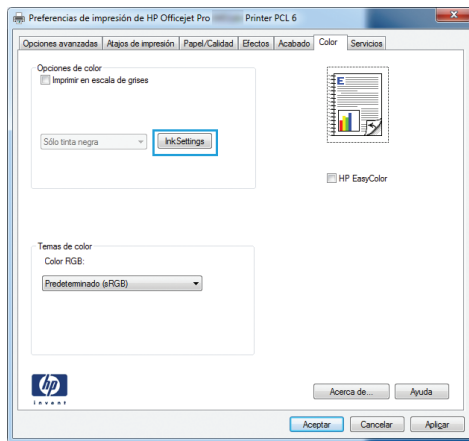 Preferencias de impresión de HP Officejet Pro Printer PCL 6
Opciones avanzadas Atajos de impresión Papel/Calidad Efectos Acabado Color Servicios
Opciones de color
Imprimir en escala de grises
Sólo tinta negra
InkSettings
E
HP EasyColor
Temas de color
Color RGB:
Predeterminado (sRGB)
hp
invent
Acerca de...
Ayuda
Aceptar
Cancelar
Aplicar